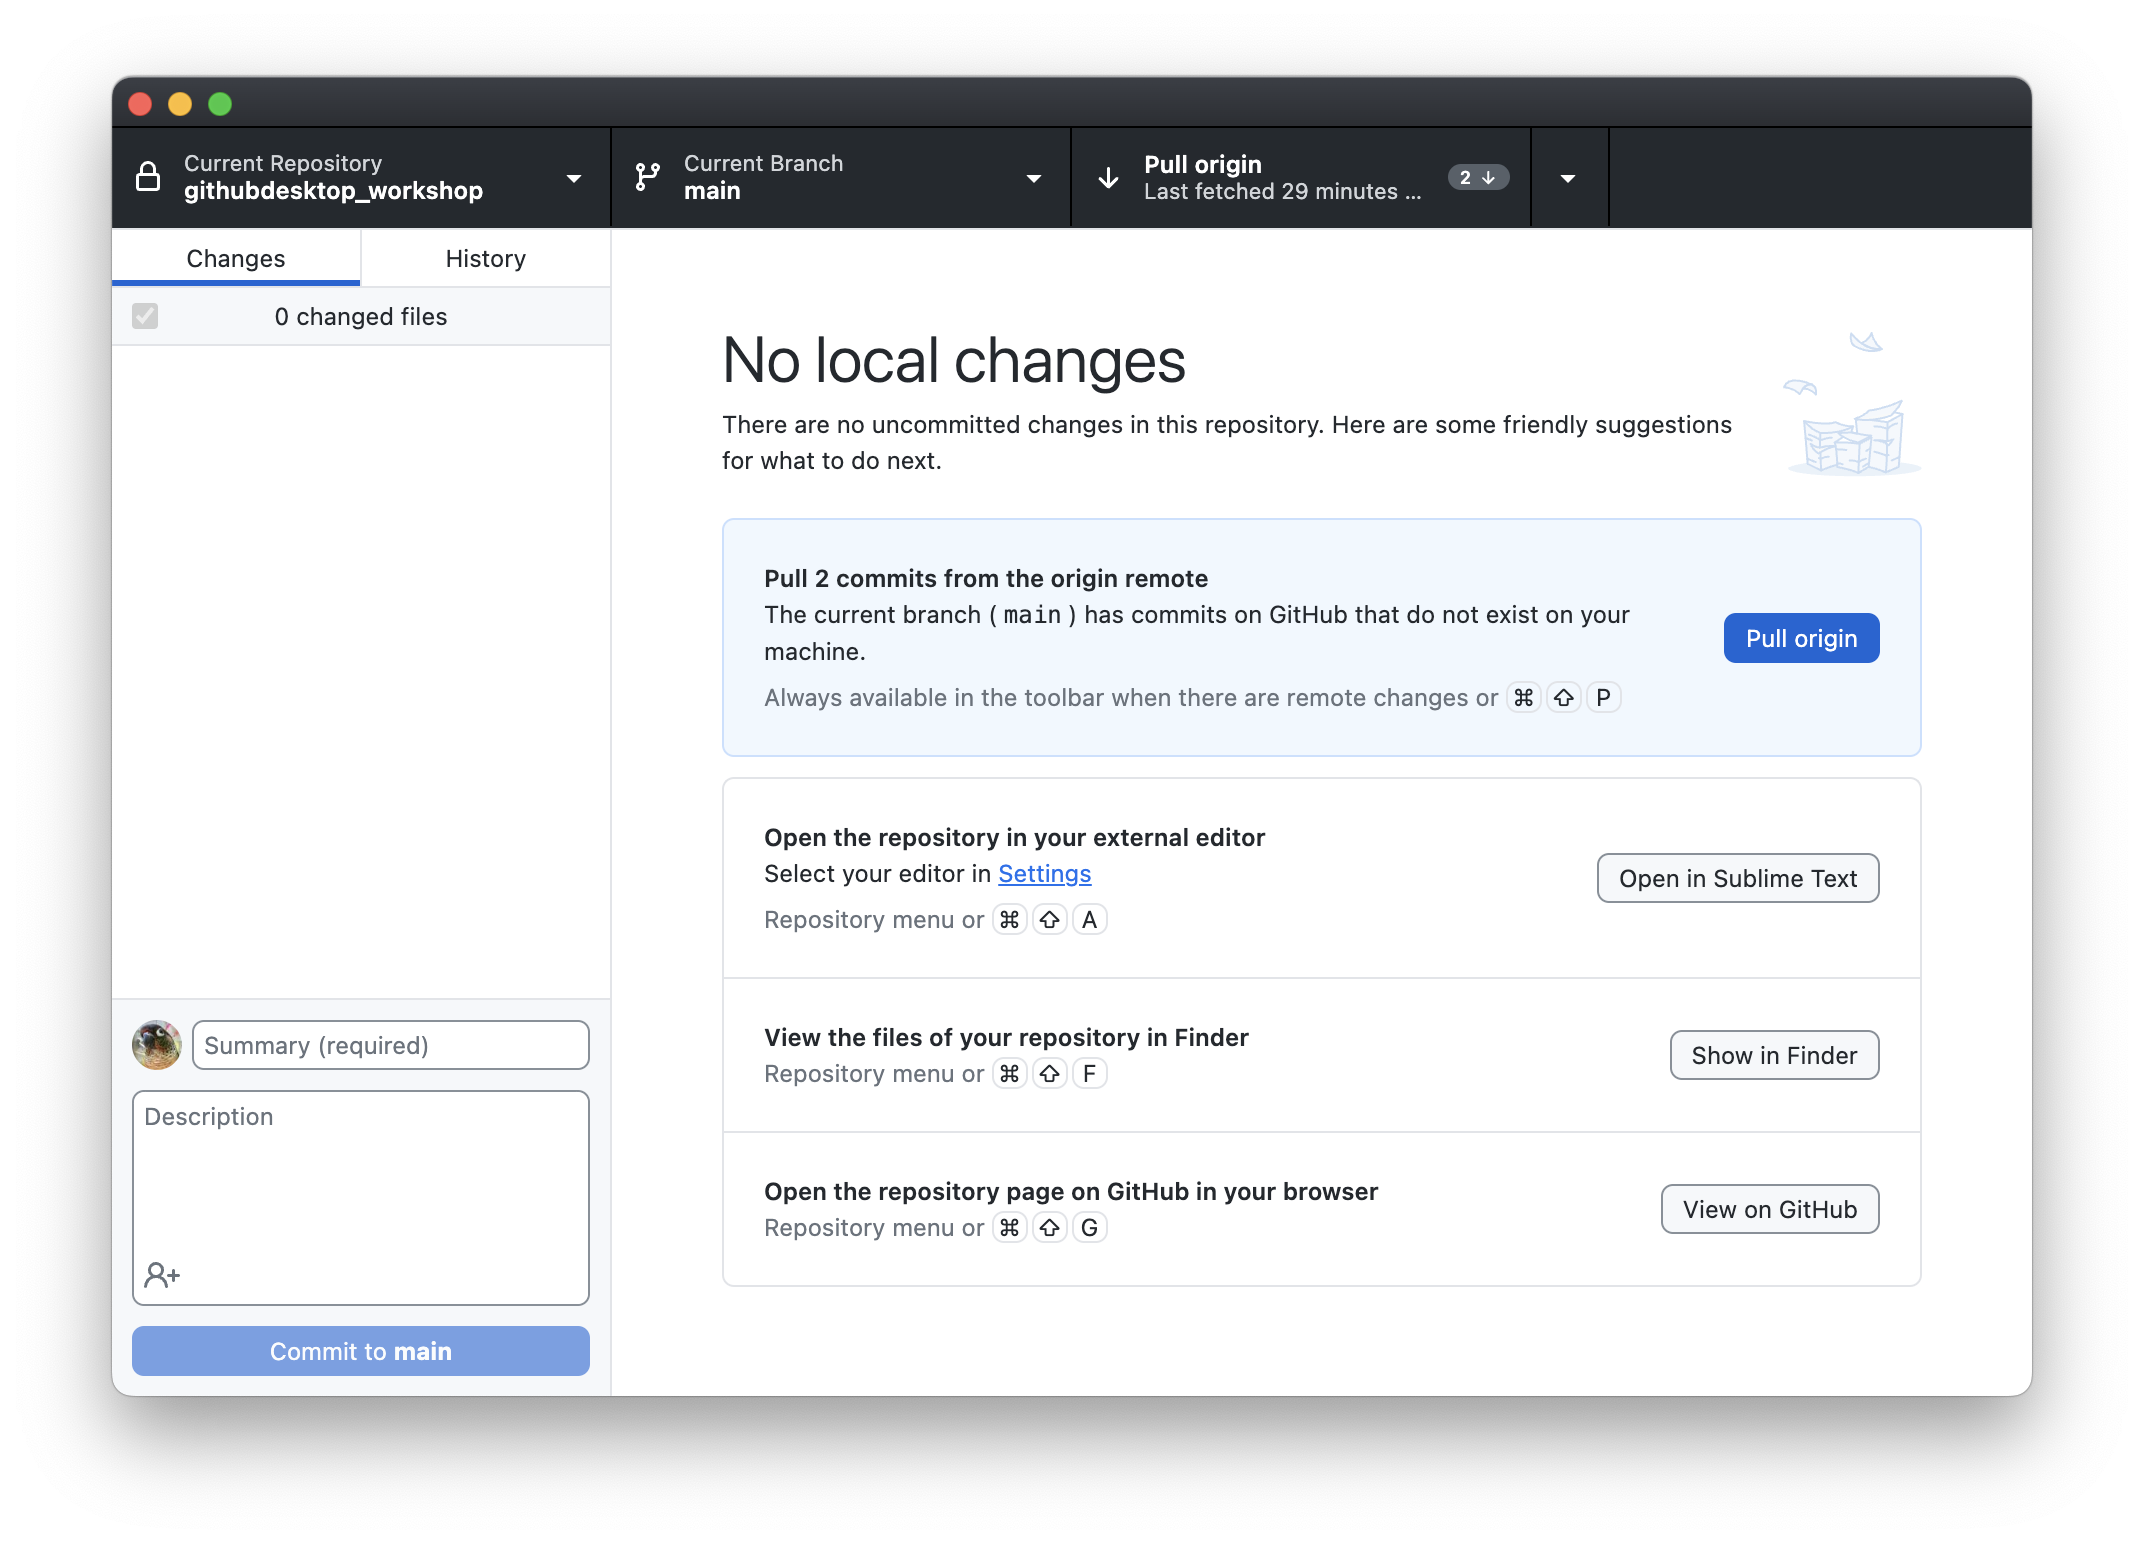 Current Repository
githubdesktop_workshop
Current Branch
main
Pull origin
Last fetched 29 minutes ...
2
Changes
History
0 changed files
No local changes
There are no uncommitted changes in this repository. Here are some friendly suggestions
for what to do next.
Pull 2 commits from the origin remote
The current branch ( main ) has commits on GitHub that do not exist on your
machine.
Always available in the toolbar when there are remote changes or ⌘ ⇧ P
Pull origin
Open the repository in your external editor
Select your editor in Settings
Repository menu or ⌘ ⇧ A
Open in Sublime Text
View the files of your repository in Finder
Repository menu or ⌘ ⇧ F
Show in Finder
Open the repository page on GitHub in your browser
Repository menu or ⌘ ⇧ G
View on GitHub
Summary (required)
Description
Commit to main